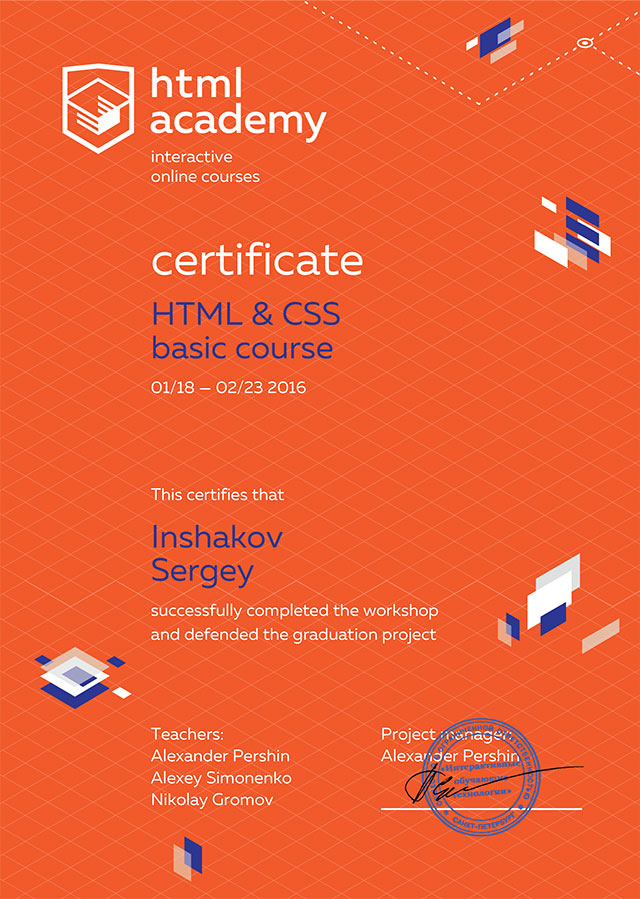 html
academy
interactive
online courses
certificate
HTML & CSS
basic course
01/18 — 02/23 2016
This certifies that
Inshakov
Sergey
successfully completed the workshop
and defended the graduation project
Teachers:
Alexander Pershin
Alexey Simonenko
Nikolay Gromov
Project manager:
Alexander Pershin
«Интерактивные
обучающие
технологии»
САНКТ-ПЕТЕРБУРГ